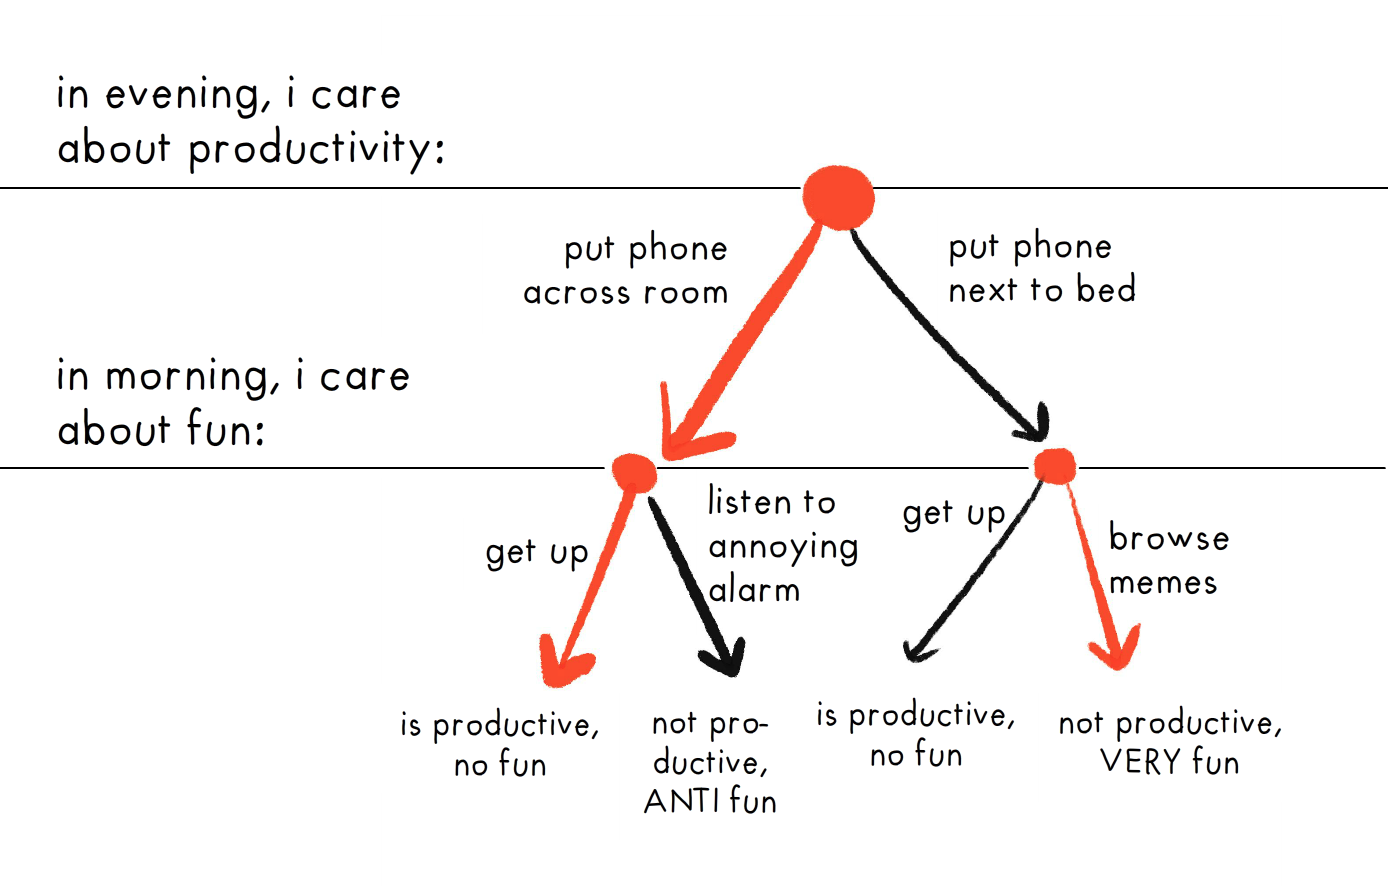 in evening, i care
about productivity:
put phone
across room
put phone
next to bed
in morning, i care
about fun:
get up
listen to
annoying
alarm
get up
browse
memes
is productive,
no fun
not pro-
ductive,
ANTI fun
is productive,
no fun
not productive,
VERY fun